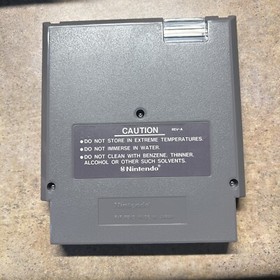 CAUTION REV-A
●DO NOT STORE IN EXTREME TEMPERATURES.
●DO NOT IMMERSE IN WATER.
●DO NOT CLEAN WITH BENZENE, THINNER,
ALCOHOL OR OTHER SUCH SOLVENTS.
Nintendo